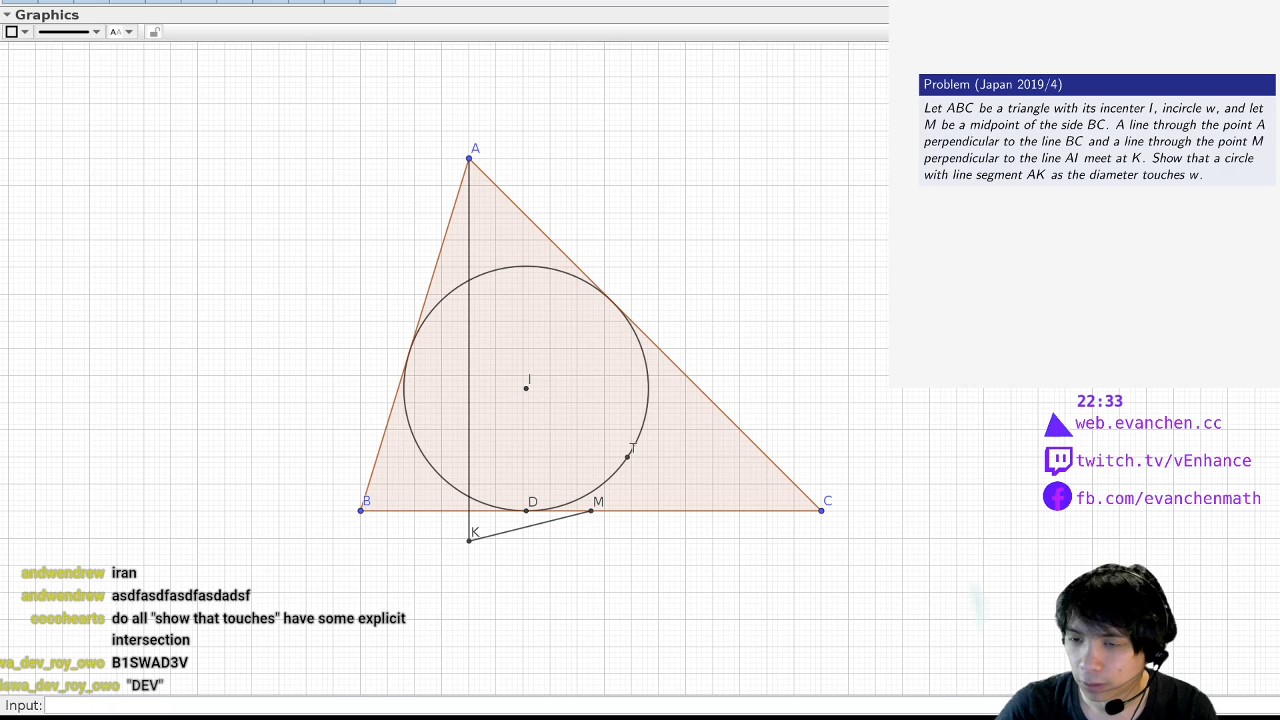 Graphics
AA
Problem (Japan 2019/4)
Let ABC be a triangle with its incenter I, incircle w, and let
M be a midpoint of the side BC. A line through the point A
perpendicular to the line BC and a line through the point M
perpendicular to the line AI meet at K. Show that a circle
with line segment AK as the diameter touches w.
A
I
T
B
D
M
C
K
22:33
web.evanchen.cc
twitch.tv/vEnhance
fb.com/evanchenmath
andwendrew iran
andwendrew asdfasdfasdfasdadsf
cocohearts do all "show that touches" have some explicit
intersection
wa_dev_roy_owo B1SWAD3V
swa_dev_roy_owo "DEV"
Input: